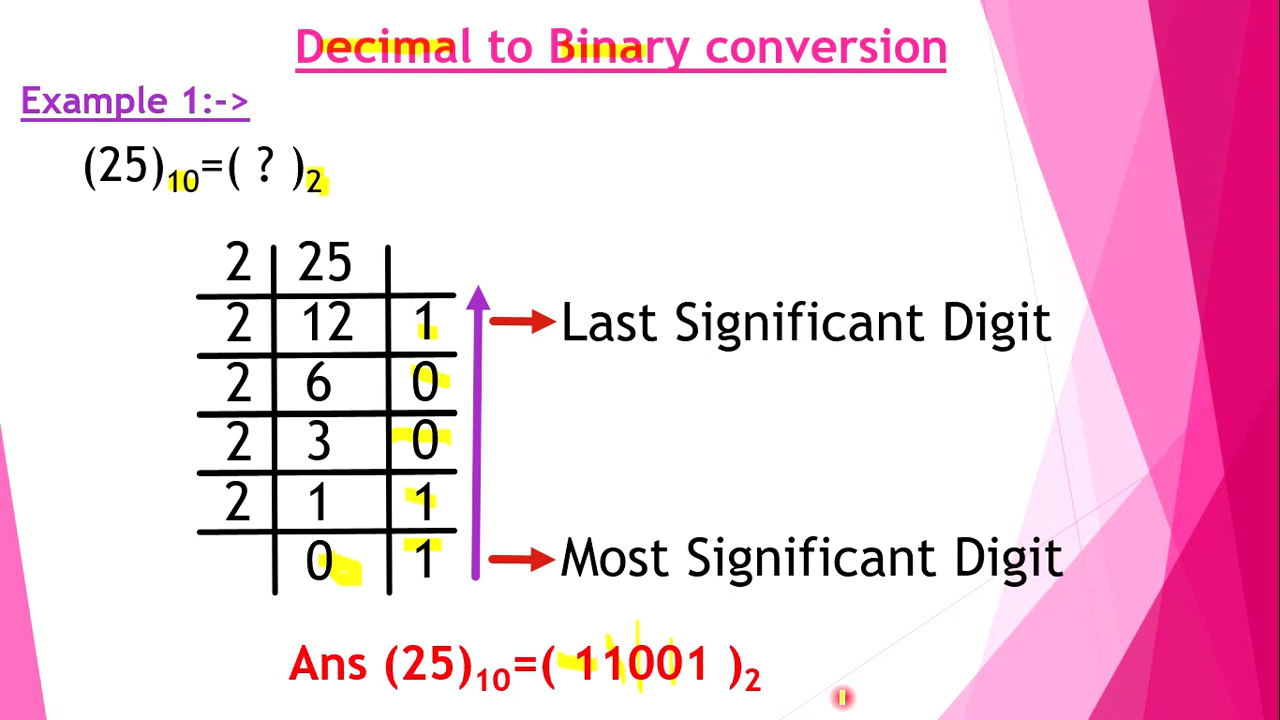 Decimal to Binary conversion
Example 1:->
(25)₁₀=( ? )₂
2 25
2 12 1 Last Significant Digit
2 6 0
2 3 0
2 1 1
0 1 Most Significant Digit
Ans (25)₁₀=( 11001 )₂